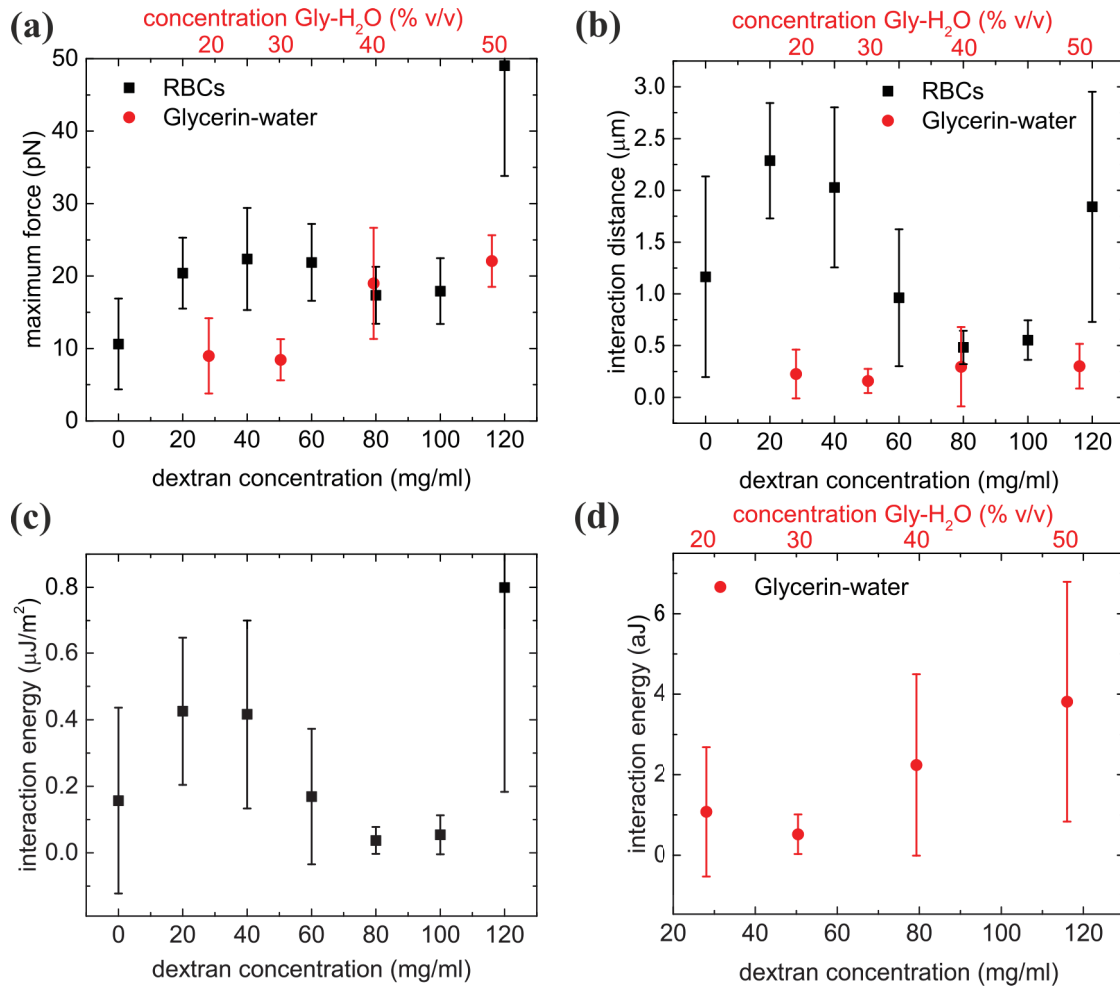 (a)
concentration Gly-H₂O (% v/v)
20 30 40 50
50
40
30
20
10
0
maximum force (pN)
RBCs
Glycerin-water
0 20 40 60 80 100 120
dextran concentration (mg/ml)
(b)
concentration Gly-H₂O (% v/v)
20 30 40 50
3.0
2.5
2.0
1.5
1.0
0.5
0.0
interaction distance (μm)
RBCs
Glycerin-water
0 20 40 60 80 100 120
dextran concentration (mg/ml)
(c)
0.8
0.6
0.4
0.2
0.0
interaction energy (μJ/m²)
0 20 40 60 80 100 120
dextran concentration (mg/ml)
(d)
concentration Gly-H₂O (% v/v)
20 30 40 50
6
4
2
0
interaction energy (aJ)
Glycerin-water
20 40 60 80 100 120
dextran concentration (mg/ml)